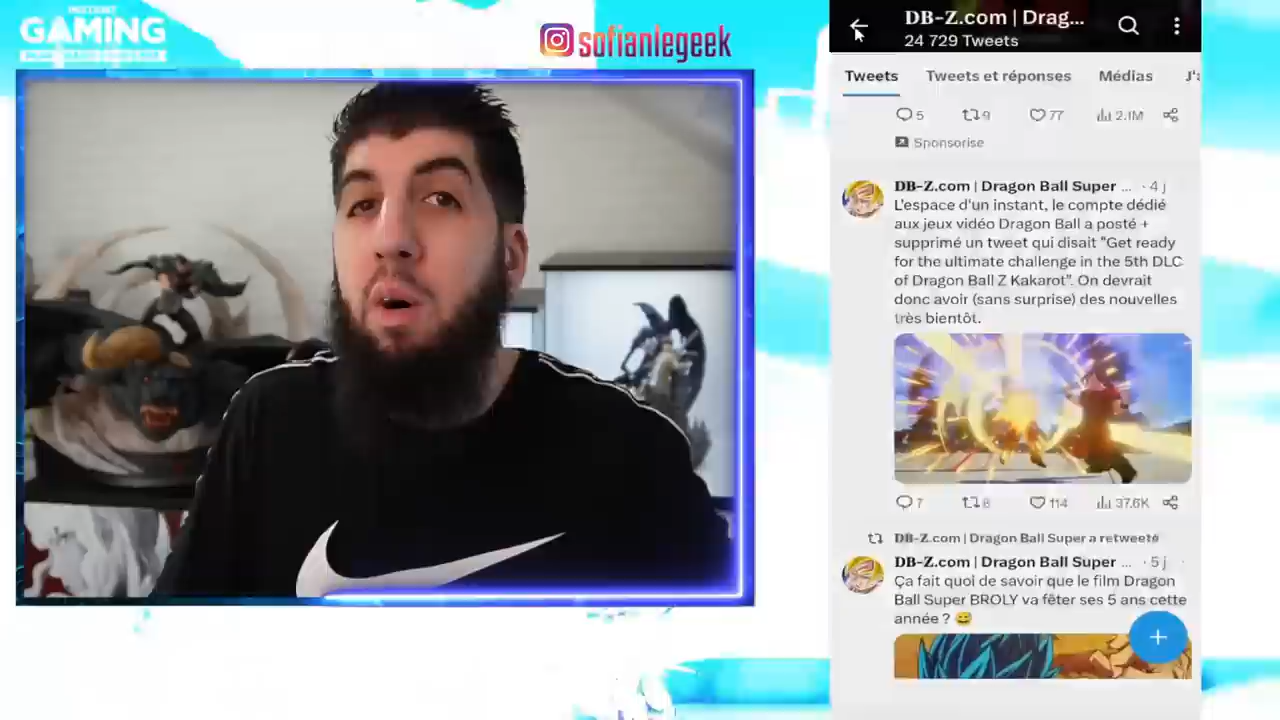 INSTANT
GAMING
sofianlegeek
DB-Z.com | Drag...
24 729 Tweets
Tweets
Tweets et réponses
Médias
J'a
5
9
77
2.1M
Sponsorisé
DB-Z.com | Dragon Ball Super ... · 4 j
L'espace d'un instant, le compte dédié
aux jeux vidéo Dragon Ball a posté +
supprimé un tweet qui disait "Get ready
for the ultimate challenge in the 5th DLC
of Dragon Ball Z Kakarot". On devrait
donc avoir (sans surprise) des nouvelles
très bientôt.
7
8
114
37.6K
DB-Z.com | Dragon Ball Super a retweeté
DB-Z.com | Dragon Ball Super ... · 5 j
Ça fait quoi de savoir que le film Dragon
Ball Super BROLY va fêter ses 5 ans cette
année ? 😅